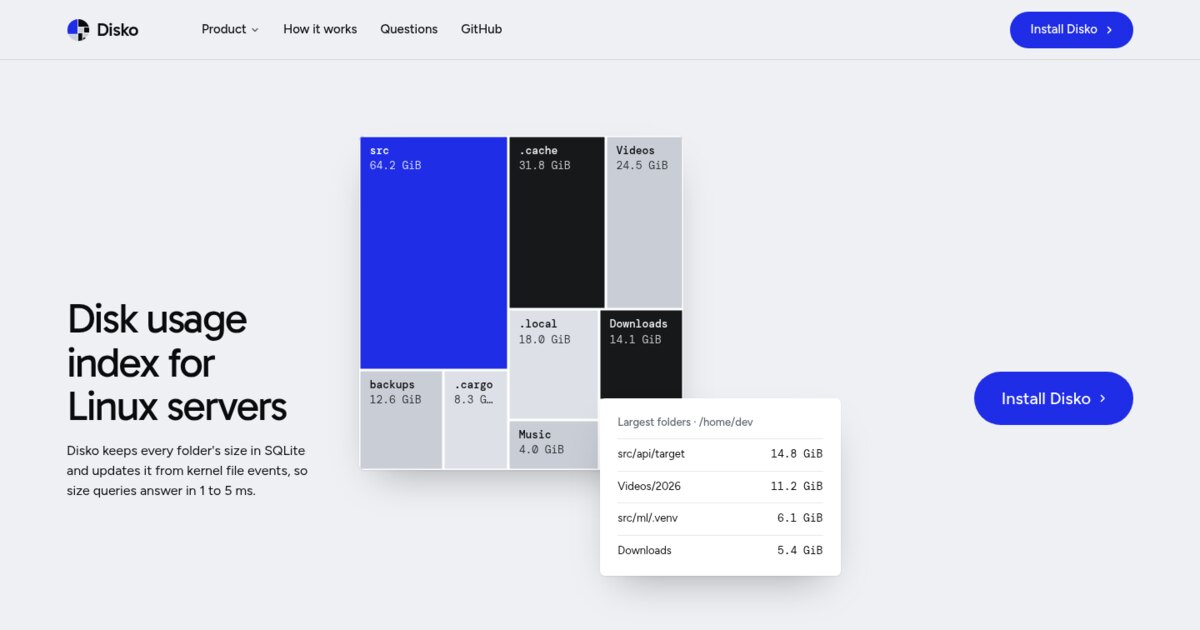 Disko
Product
How it works
Questions
GitHub
Install Disko
Disk usage
index for
Linux servers
Disko keeps every folder's size in SQLite
and updates it from kernel file events, so
size queries answer in 1 to 5 ms.
src
64.2 GiB
.cache
31.8 GiB
Videos
24.5 GiB
.local
18.0 GiB
Downloads
14.1 GiB
backups
12.6 GiB
.cargo
8.3 G…
Music
4.0 GiB
Largest folders · /home/dev
src/api/target 14.8 GiB
Videos/2026 11.2 GiB
src/ml/.venv 6.1 GiB
Downloads 5.4 GiB
Install Disko